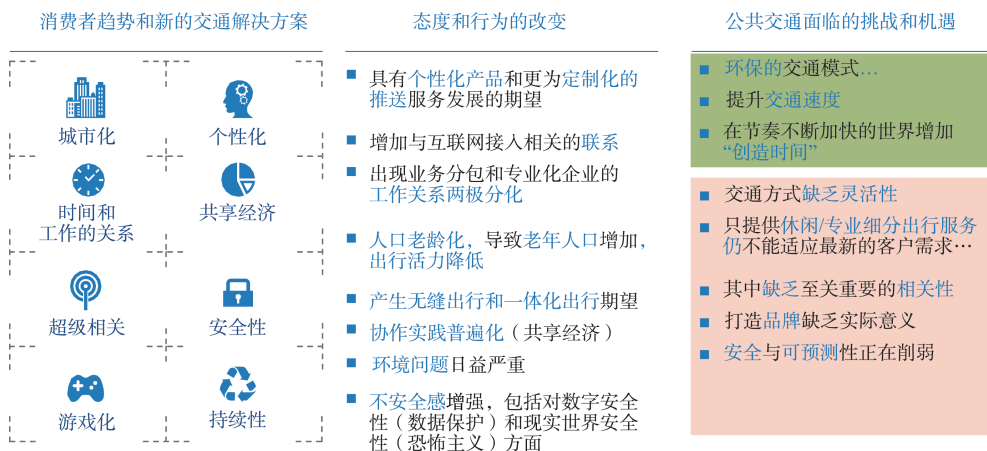 消费者趋势和新的交通解决方案
城市化
个性化
时间和
工作的关系
共享经济
超级相关
安全性
游戏化
持续性
态度和行为的改变
具有个性化产品和更为定制化的
推送服务发展的期望
增加与互联网接入相关的联系
出现业务分包和专业化企业的
工作关系两极分化
人口老龄化，导致老年人口增加，
出行活力降低
产生无缝出行和一体化出行期望
协作实践普遍化（共享经济）
环境问题日益严重
不安全感增强，包括对数字安全
性（数据保护）和现实世界安全
性（恐怖主义）方面
公共交通面临的挑战和机遇
环保的交通模式…
提升交通速度
在节奏不断加快的世界增加
“创造时间”
交通方式缺乏灵活性
只提供休闲/专业细分出行服务
仍不能适应最新的客户需求…
其中缺乏至关重要的相关性
打造品牌缺乏实际意义
安全与可预测性正在削弱